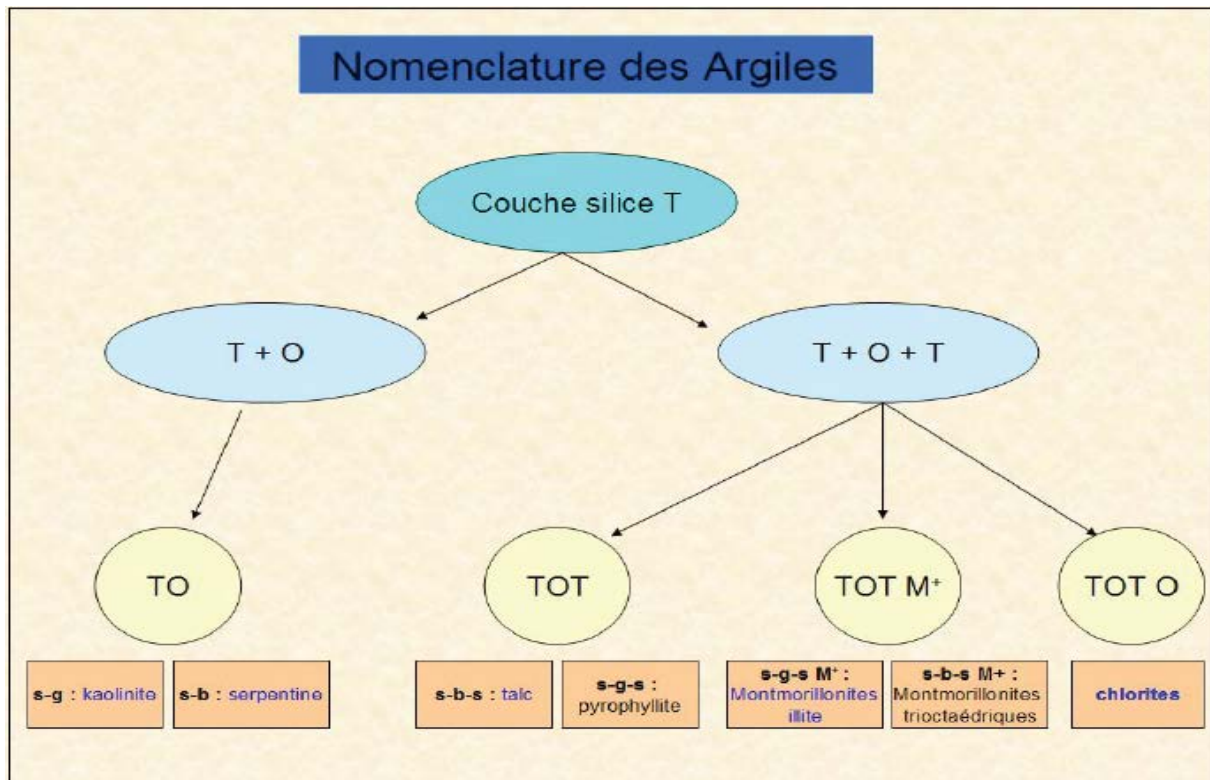 Nomenclature des Argiles
Couche silice T
T + O
T + O + T
TO
TOT
TOT M⁺
TOT O
s-g : kaolinite
s-b : serpentine
s-b-s : talc
s-g-s :
pyrophyllite
s-g-s M⁺ :
Montmorillonites
illite
s-b-s M+ :
Montmorillonites
trioctaédriques
chlorites